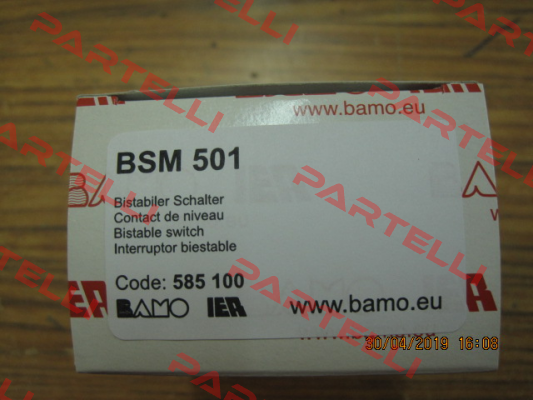 PARTELLI
www.bamo.eu
BSM 501
Bistabiler Schalter
Contact de niveau
Bistable switch
Interruptor biestable
Code: 585 100
BAMO IER www.bamo.eu
30/04/2019 16:08
PARTELLI
PARTELLI
PARTELLI